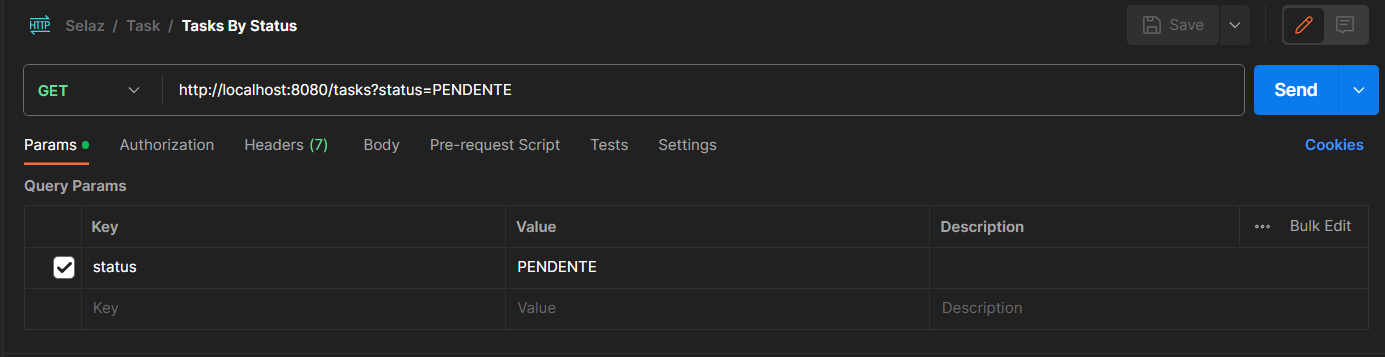 HTTP Selaz / Task / Tasks By Status Save
GET http://localhost:8080/tasks?status=PENDENTE Send
Params Authorization Headers (7) Body Pre-request Script Tests Settings Cookies
Query Params
Key Value Description ••• Bulk Edit
status PENDENTE
Key Value Description